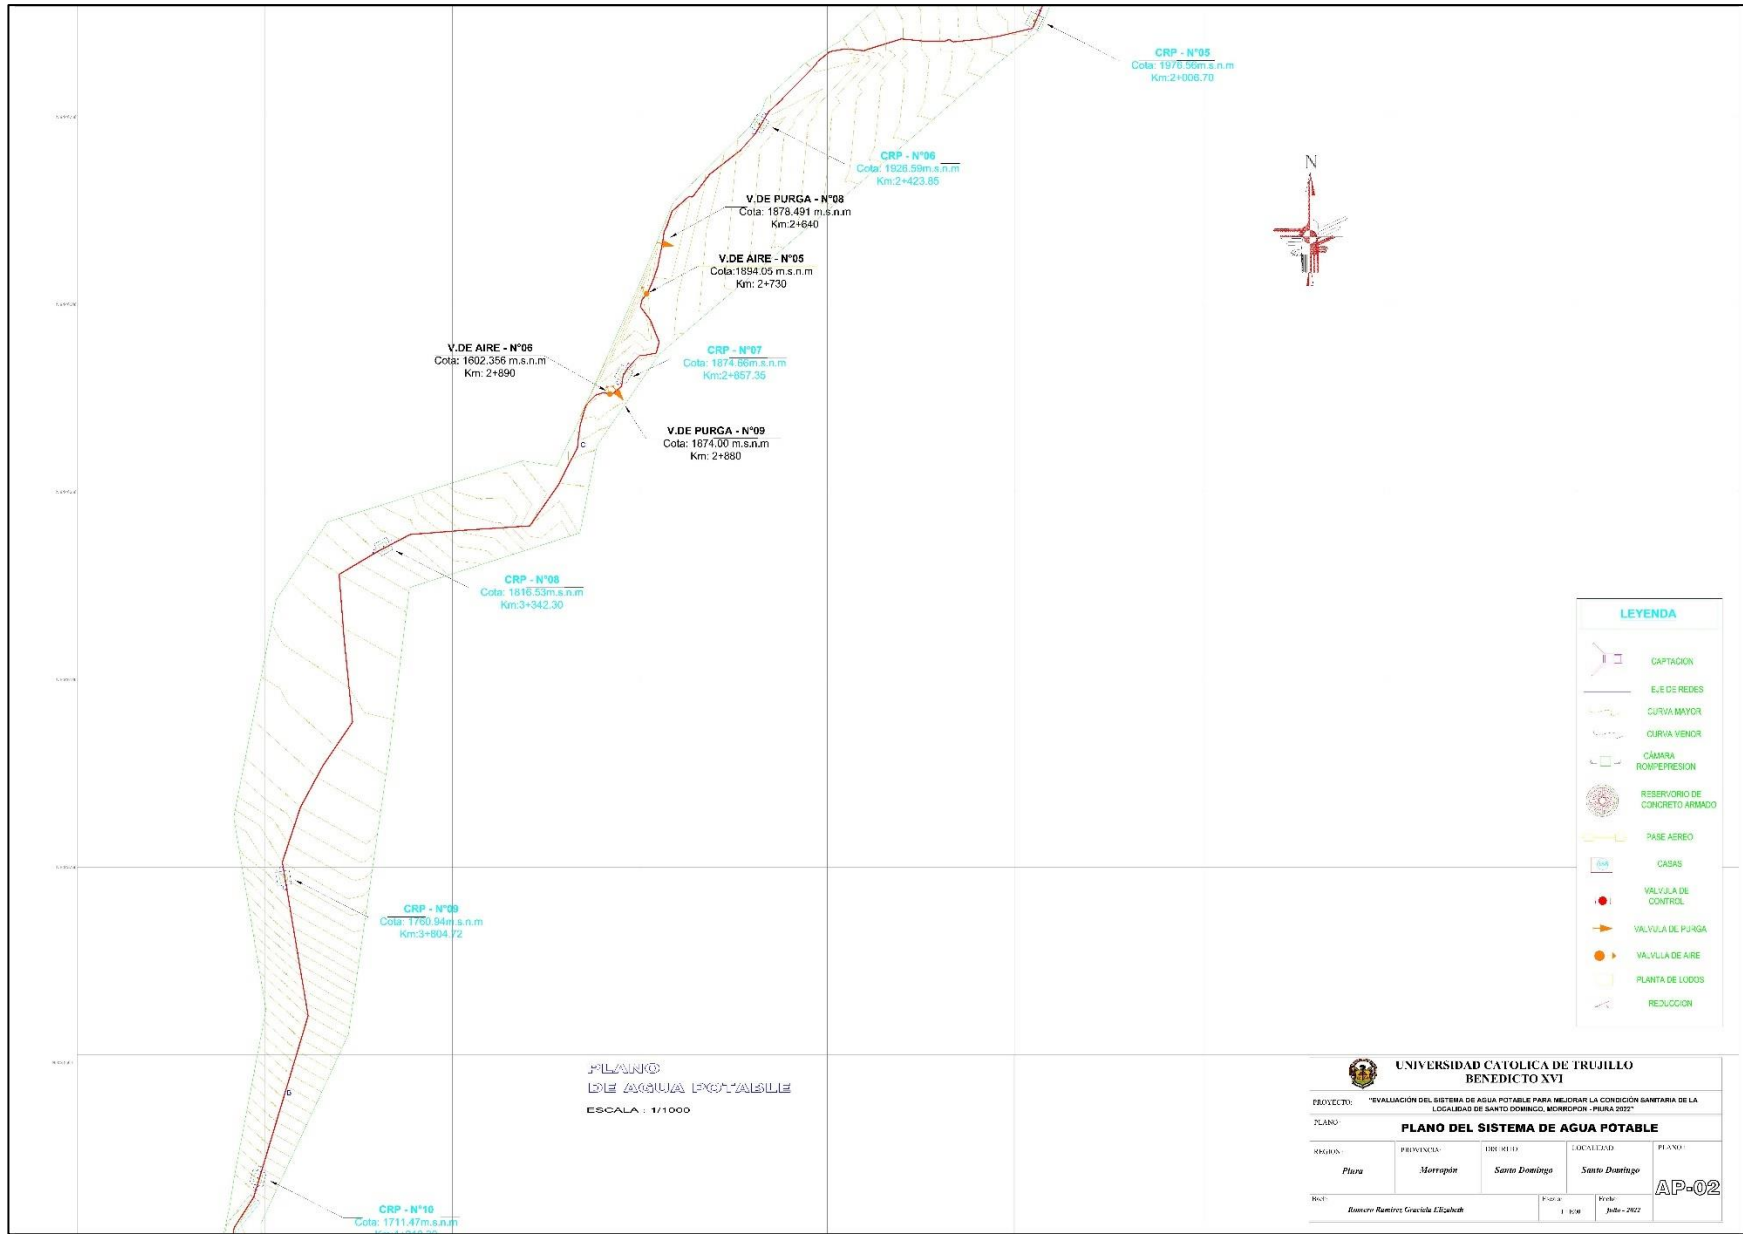 CRP - N°05
Cota: 1976.56m.s.n.m
Km:2+006.70
CRP - N°06
Cota: 1926.59m.s.n.m
Km:2+423.85
V.DE PURGA - N°08
Cota: 1878.491 m.s.n.m
Km:2+640
V.DE AIRE - N°05
Cota:1894.05 m.s.n.m
Km: 2+730
V.DE AIRE - N°06
Cota: 1602.356 m.s.n.m
Km: 2+890
CRP - N°07
Cota: 1874.66m.s.n.m
Km:2+857.35
V.DE PURGA - N°09
Cota: 1874.00 m.s.n.m
Km: 2+880
C
CRP - N°08
Cota: 1816.53m.s.n.m
Km:3+342.30
CRP - N°09
Cota: 1760.94m.s.n.m
Km:3+804.72
CRP - N°10
Cota: 1711.47m.s.n.m
N
LEYENDA
CAPTACION
EJE DE REDES
CURVA MAYOR
CURVA MENOR
CÁMARA
ROMPEPRESION
RESERVORIO DE
CONCRETO ARMADO
PASE AEREO
CASAS
VALVULA DE
CONTROL
VALVULA DE PURGA
VALVULA DE AIRE
PLANTA DE LODOS
REDUCCION
PLANO
DE AGUA POTABLE
ESCALA : 1/1000
UNIVERSIDAD CATOLICA DE TRUJILLO
BENEDICTO XVI
PROYECTO: "EVALUACIÓN DEL SISTEMA DE AGUA POTABLE PARA MEJORAR LA CONDICIÓN SANITARIA DE LA
LOCALIDAD DE SANTO DOMINGO, MORROPON - PIURA 2022"
PLANO:
PLANO DEL SISTEMA DE AGUA POTABLE
REGION: PROVINCIA: DISTRITO: LOCALIDAD: PLANO:
Piura Morropón Santo Domingo Santo Domingo
AP-02
Bach: Escala: Fecha:
Romero Ramirez Graciela Elizabeth Julio - 2022